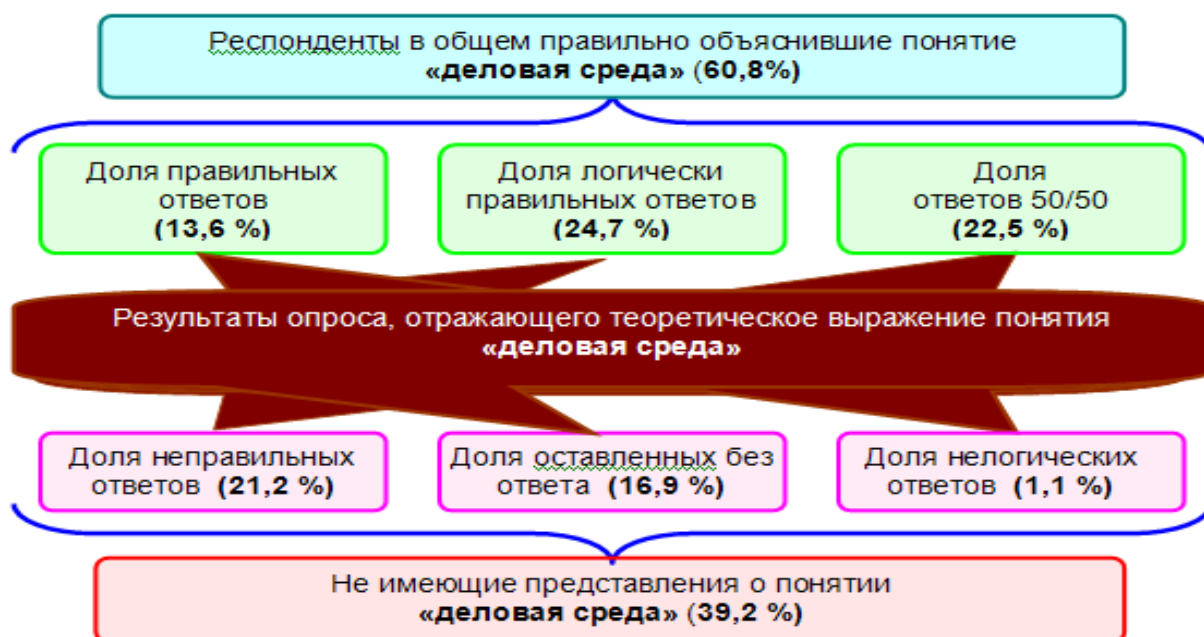 Респонденты в общем правильно объяснившие понятие
«деловая среда» (60,8%)
Доля правильных
ответов
(13,6 %)
Доля логически
правильных ответов
(24,7 %)
Доля
ответов 50/50
(22,5 %)
Результаты опроса, отражающего теоретическое выражение понятия
«деловая среда»
Доля неправильных
ответов (21,2 %)
Доля оставленных без
ответа (16,9 %)
Доля нелогических
ответов (1,1 %)
Не имеющие представления о понятии
«деловая среда» (39,2 %)